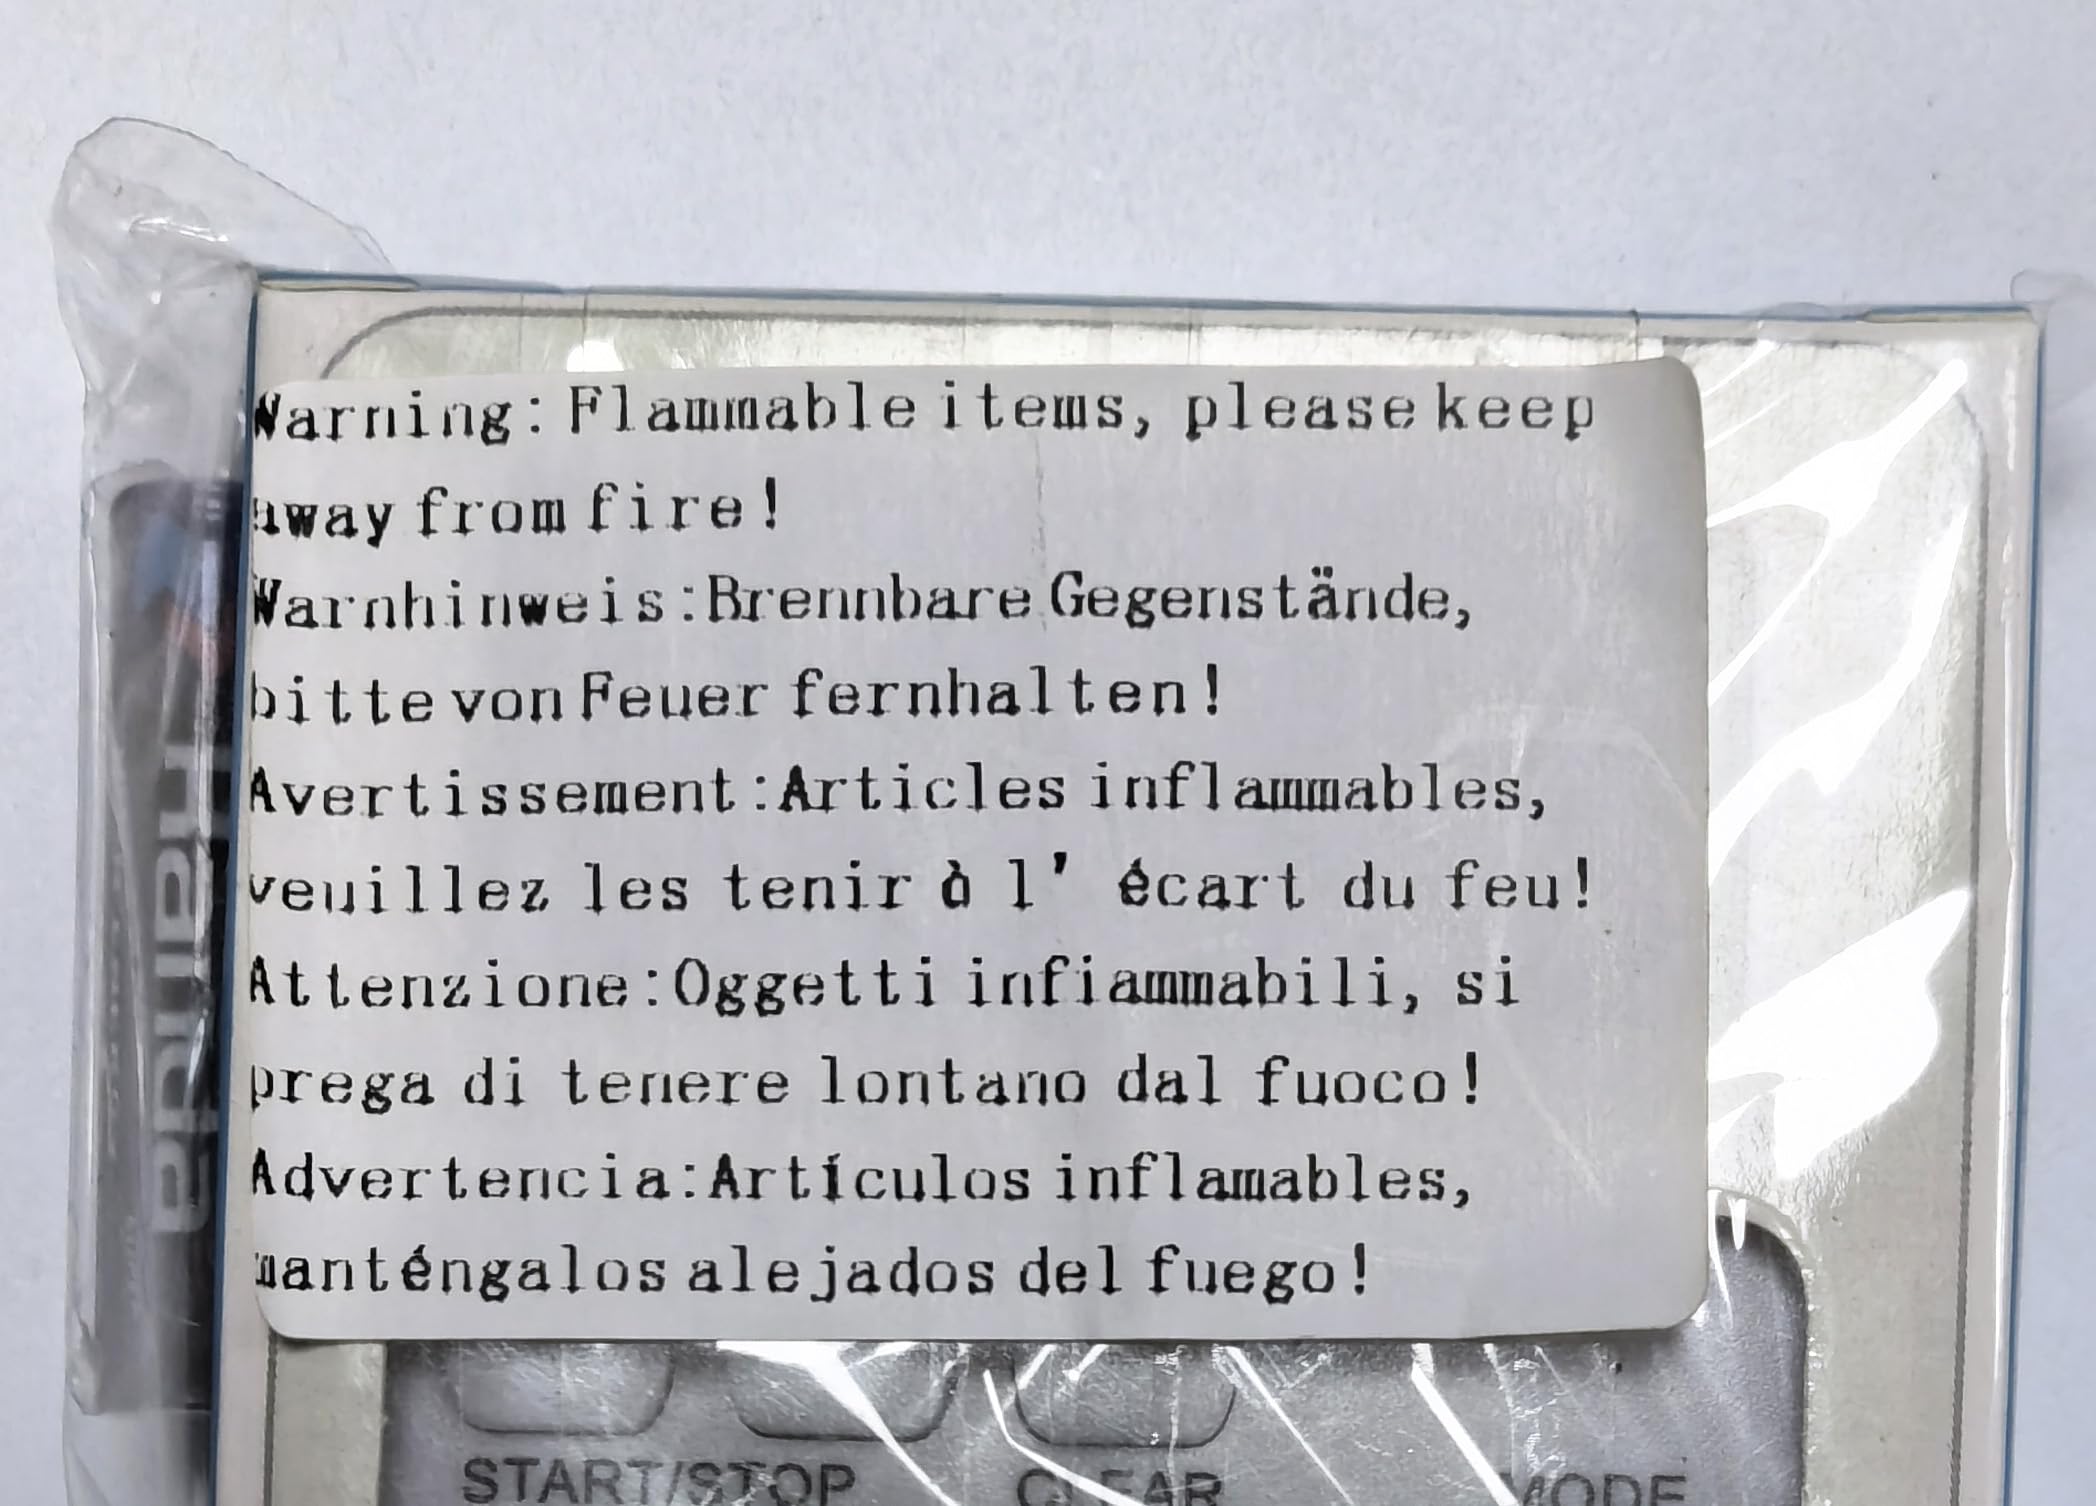 Warning: Flammable items, please keep
away from fire!
Warnhinweis:Brennbare Gegenstände,
bitte von Feuer fernhalten!
Avertissement:Articles inflammables,
veuillez les tenir à l' écart du feu!
Attenzione:Oggetti infiammabili, si
prega di tenere lontano dal fuoco!
Advertencia:Artículos inflamables,
manténgalos alejados del fuego!
START/STOP CLEAR MODE